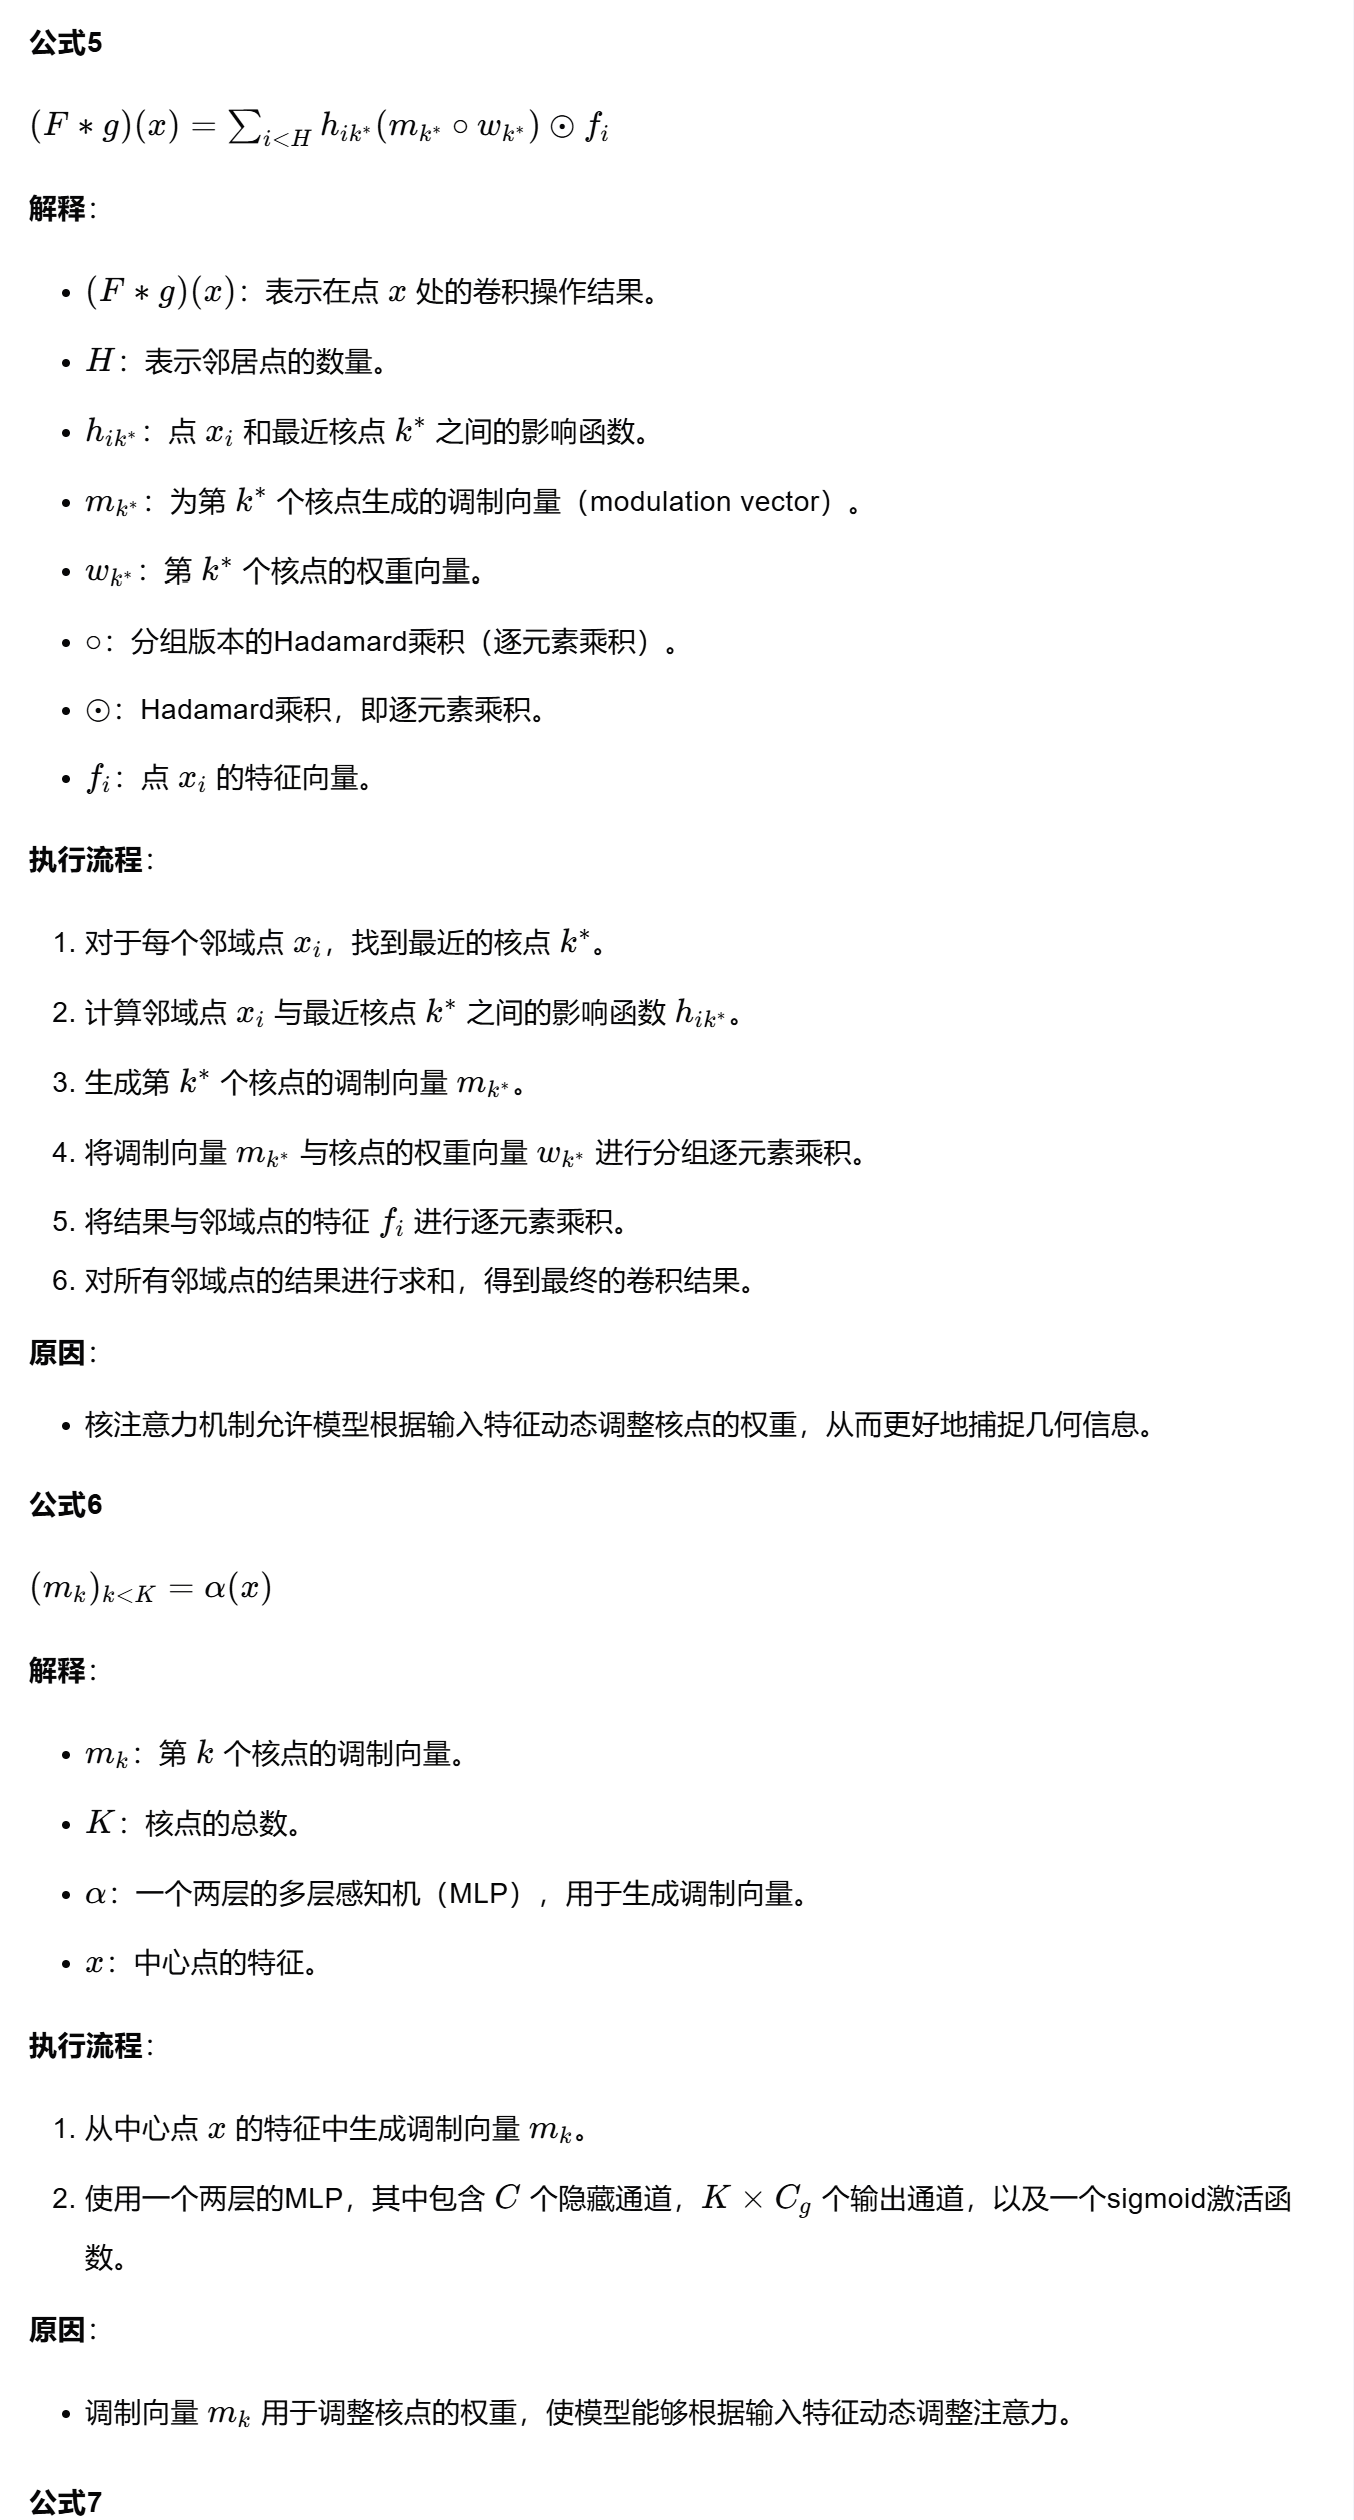 公式5
(F ∗ g)(x) = ∑_{i<H} h_{ik*}(m_{k*} ∘ w_{k*}) ⊙ f_i
解释：
• (F ∗ g)(x)：表示在点 x 处的卷积操作结果。
• H：表示邻居点的数量。
• h_{ik*}：点 x_i 和最近核点 k* 之间的影响函数。
• m_{k*}：为第 k* 个核点生成的调制向量（modulation vector）。
• w_{k*}：第 k* 个核点的权重向量。
• ∘：分组版本的Hadamard乘积（逐元素乘积）。
• ⊙：Hadamard乘积，即逐元素乘积。
• f_i：点 x_i 的特征向量。
执行流程：
1. 对于每个邻域点 x_i，找到最近的核点 k*。
2. 计算邻域点 x_i 与最近核点 k* 之间的影响函数 h_{ik*}。
3. 生成第 k* 个核点的调制向量 m_{k*}。
4. 将调制向量 m_{k*} 与核点的权重向量 w_{k*} 进行分组逐元素乘积。
5. 将结果与邻域点的特征 f_i 进行逐元素乘积。
6. 对所有邻域点的结果进行求和，得到最终的卷积结果。
原因：
• 核注意力机制允许模型根据输入特征动态调整核点的权重，从而更好地捕捉几何信息。
公式6
(m_k)_{k<K} = α(x)
解释：
• m_k：第 k 个核点的调制向量。
• K：核点的总数。
• α：一个两层的多层感知机（MLP），用于生成调制向量。
• x：中心点的特征。
执行流程：
1. 从中心点 x 的特征中生成调制向量 m_k。
2. 使用一个两层的MLP，其中包含 C 个隐藏通道，K × C_g 个输出通道，以及一个sigmoid激活函
数。
原因：
• 调制向量 m_k 用于调整核点的权重，使模型能够根据输入特征动态调整注意力。
公式7